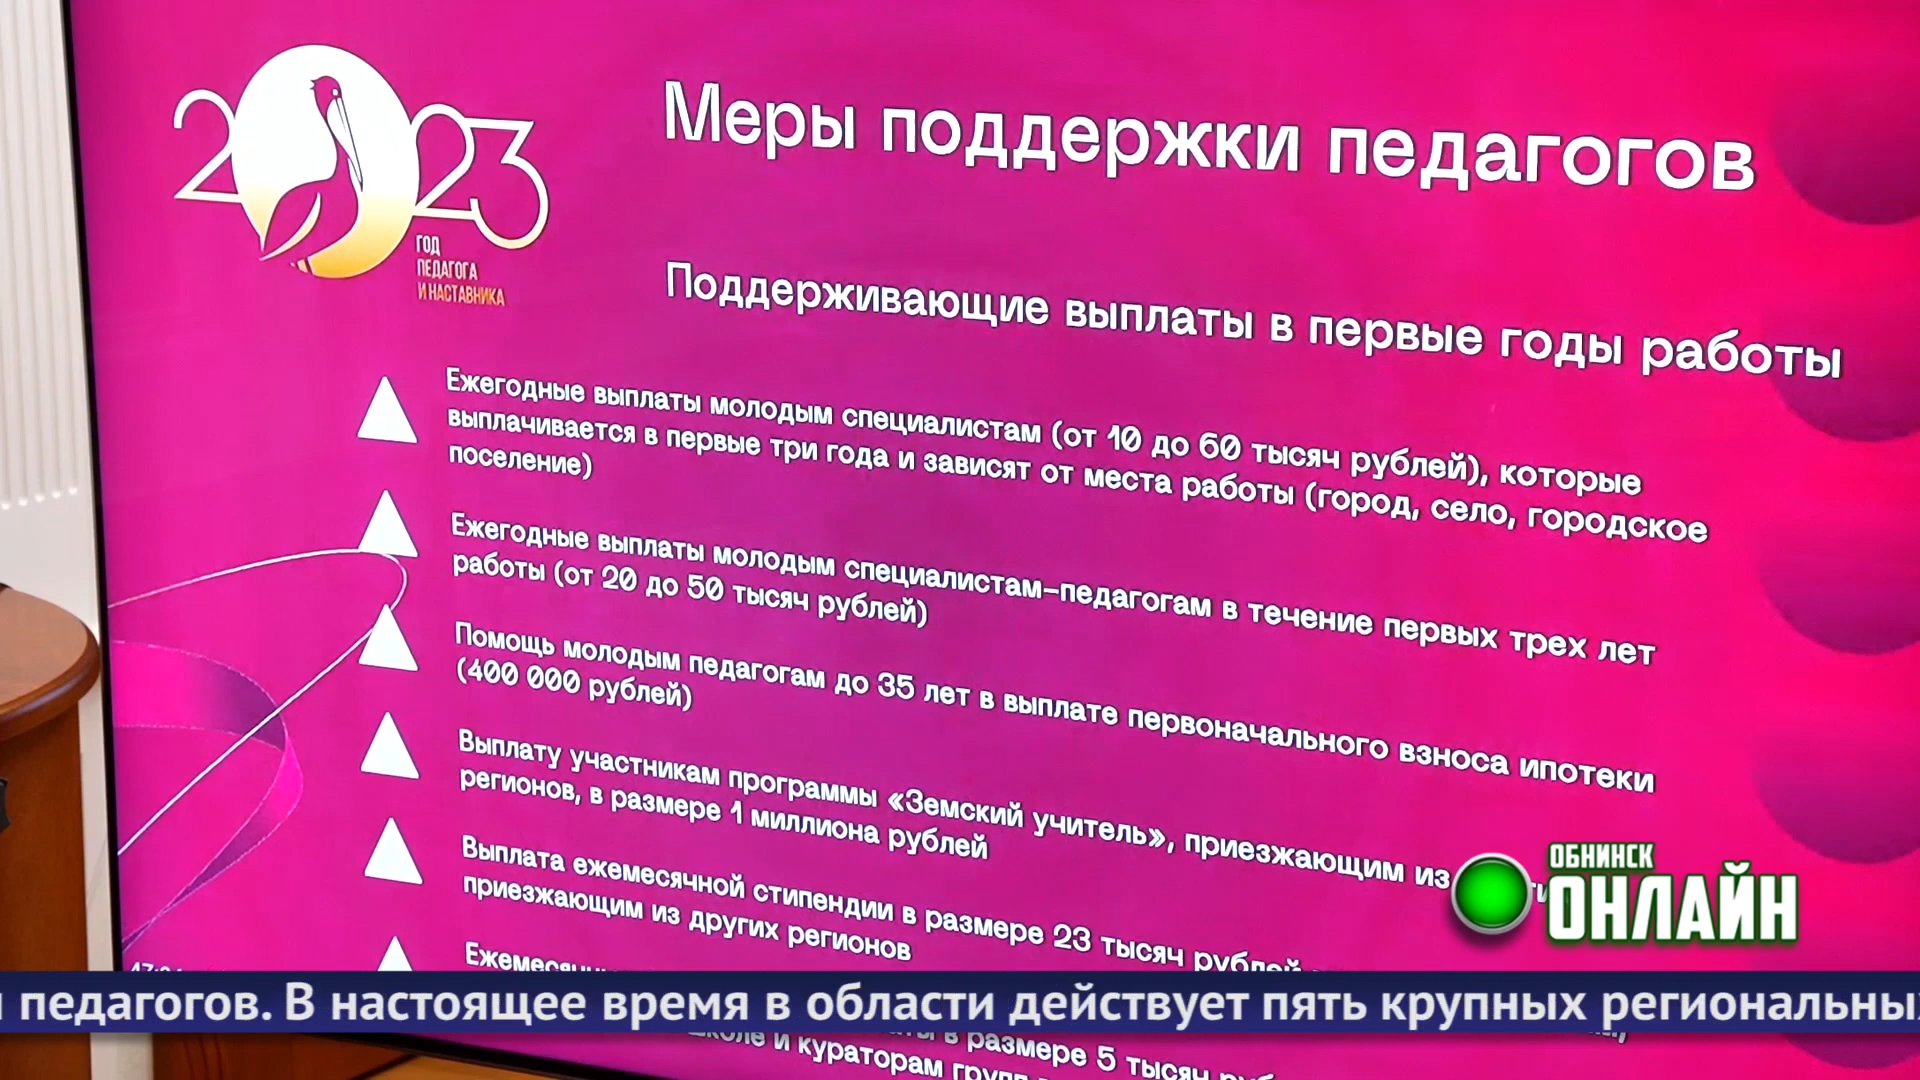 2023
ГОД
ПЕДАГОГА
И НАСТАВНИКА
Меры поддержки педагогов
Поддерживающие выплаты в первые годы работы
Ежегодные выплаты молодым специалистам (от 10 до 60 тысяч рублей), которые
выплачивается в первые три года и зависят от места работы (город, село, городское
поселение)
Ежегодные выплаты молодым специалистам-педагогам в течение первых трех лет
работы (от 20 до 50 тысяч рублей)
Помощь молодым педагогам до 35 лет в выплате первоначального взноса ипотеки
(400 000 рублей)
Выплату участникам программы «Земский учитель», приезжающим из
регионов, в размере 1 миллиона рублей
Выплата ежемесячной стипендии в размере 23 тысяч рублей
приезжающим из других регионов
ОБНИНСК
ОНЛАЙН
педагогов. В настоящее время в области действует пять крупных региональных
в размере 5 тысяч
школе и кураторам групп